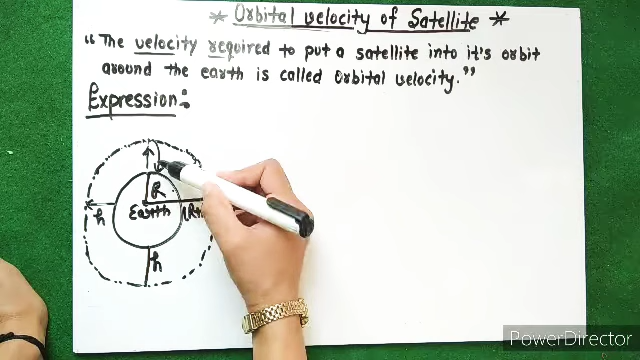 * Orbital velocity of Satellite *
“ The velocity required to put a satellite into it's orbit
around the earth is called Orbital velocity.”
Expression:
R
Earth
h
h
PowerDirector